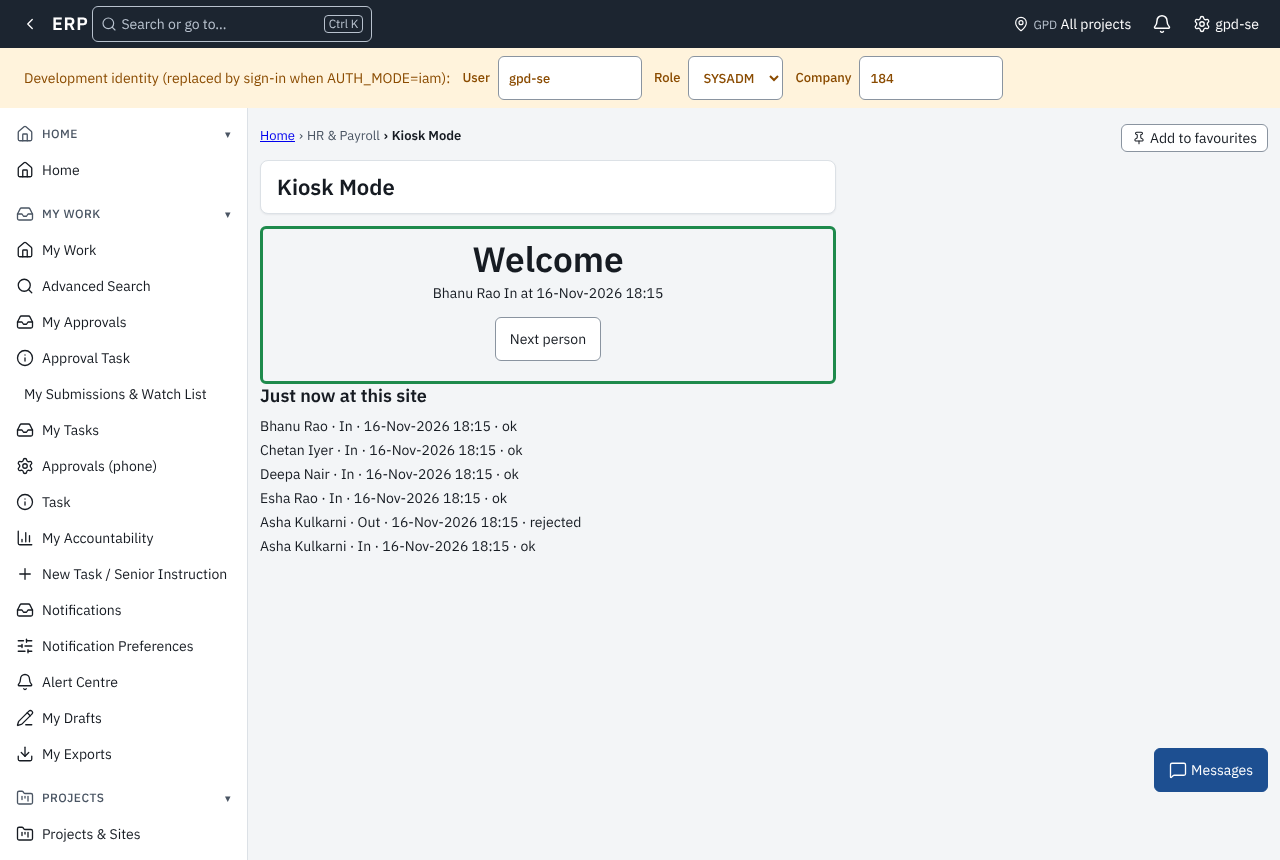 ERP
Search or go to...
Ctrl K
GPD All projects
gpd-se
Development identity (replaced by sign-in when AUTH_MODE=iam):
User
gpd-se
Role
SYSADM
Company
184
HOME
Home
MY WORK
My Work
Advanced Search
My Approvals
Approval Task
My Submissions & Watch List
My Tasks
Approvals (phone)
Task
My Accountability
New Task / Senior Instruction
Notifications
Notification Preferences
Alert Centre
My Drafts
My Exports
PROJECTS
Projects & Sites
Home › HR & Payroll › Kiosk Mode
Add to favourites
Kiosk Mode
Welcome
Bhanu Rao In at 16-Nov-2026 18:15
Next person
Just now at this site
Bhanu Rao · In · 16-Nov-2026 18:15 · ok
Chetan Iyer · In · 16-Nov-2026 18:15 · ok
Deepa Nair · In · 16-Nov-2026 18:15 · ok
Esha Rao · In · 16-Nov-2026 18:15 · ok
Asha Kulkarni · Out · 16-Nov-2026 18:15 · rejected
Asha Kulkarni · In · 16-Nov-2026 18:15 · ok
Messages